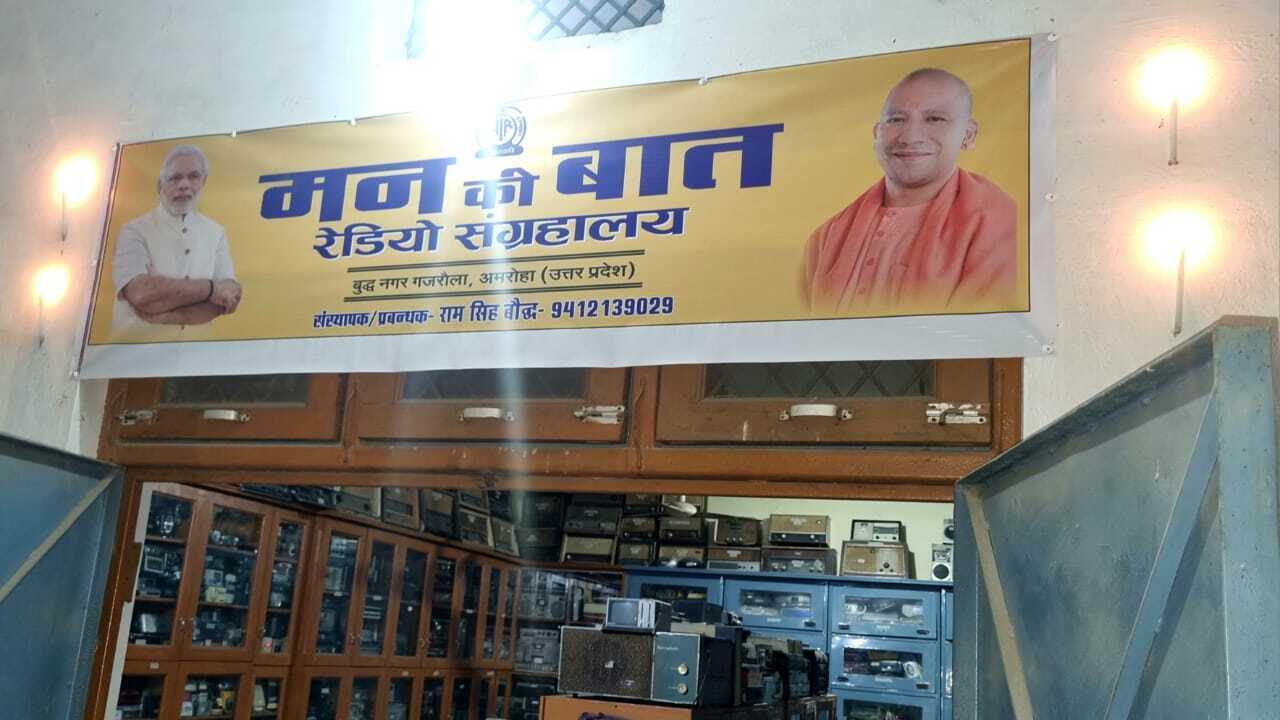 मन की बात
रेडियो संग्रहालय
बुद्ध नगर गजरौला, अमरोहा (उत्तर प्रदेश)
संस्थापक/प्रबन्धक- राम सिह बौद्ध- 9412139029